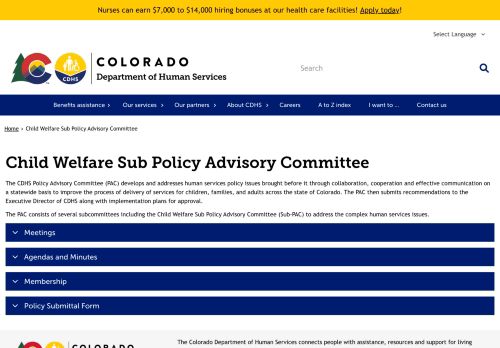 Nurses can earn $7,000 to $14,000 hiring bonuses at our health care facilities! Apply today!
Select Language
CDHS
COLORADO
Department of Human Services
Search
Benefits assistance
Our services
Our partners
About CDHS
Careers
A to Z index
I want to ...
Contact us
Home › Child Welfare Sub Policy Advisory Committee
Child Welfare Sub Policy Advisory Committee
The CDHS Policy Advisory Committee (PAC) develops and addresses human services policy issues brought before it through collaboration, cooperation and effective communication
on a statewide basis to improve the process of delivery of services for children, families, and adults across the state of Colorado. The PAC then submits recommendations to the
Executive Director of CDHS along with implementation plans for approval.
The PAC consists of several subcommittees including the Child Welfare Sub Policy Advisory Committee (Sub-PAC) to address the complex human services issues.
Meetings
Agendas and Minutes
Membership
Policy Submittal Form
COLORADO
The Colorado Department of Human Services connects people with assistance, resources and support for living